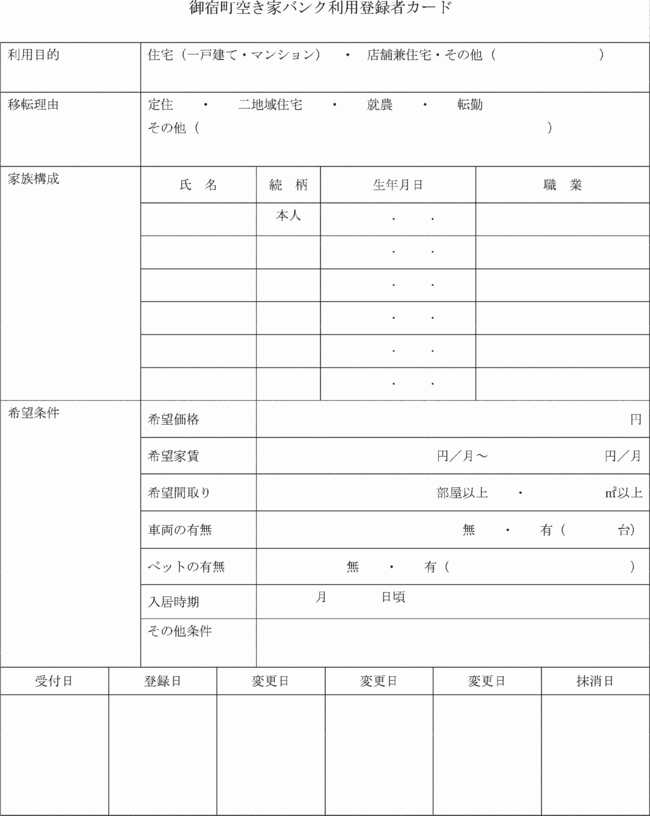 御宿町空き家バンク利用登録者カード
利用目的 住宅（一戸建て・マンション） ・ 店舗兼住宅・その他（ ）
移転理由 定住 ・ 二地域住宅 ・ 就農 ・ 転勤
その他（ ）
家族構成 氏 名 続 柄 生年月日 職 業
本人 ・ ・
・ ・
・ ・
・ ・
・ ・
・ ・
希望条件 希望価格 円
希望家賃 円／月～ 円／月
希望間取り 部屋以上 ・ ㎡以上
車両の有無 無 ・ 有（ 台）
ペットの有無 無 ・ 有（ ）
入居時期 月 日頃
その他条件
受付日 登録日 変更日 変更日 変更日 抹消日